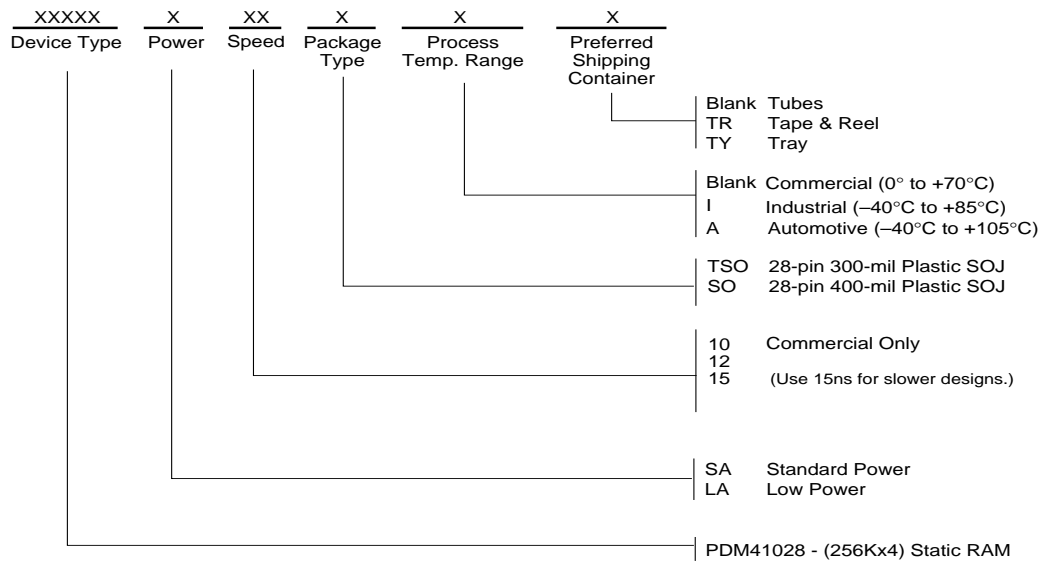 XXXXX X XX X X X
Device Type Power Speed Package Type Process Temp. Range Preferred Shipping Container
Blank Tubes
TR Tape & Reel
TY Tray
Blank Commercial (0° to +70°C)
I Industrial (–40°C to +85°C)
A Automotive (–40°C to +105°C)
TSO 28-pin 300-mil Plastic SOJ
SO 28-pin 400-mil Plastic SOJ
10 Commercial Only
12
15 (Use 15ns for slower designs.)
SA Standard Power
LA Low Power
PDM41028 - (256Kx4) Static RAM